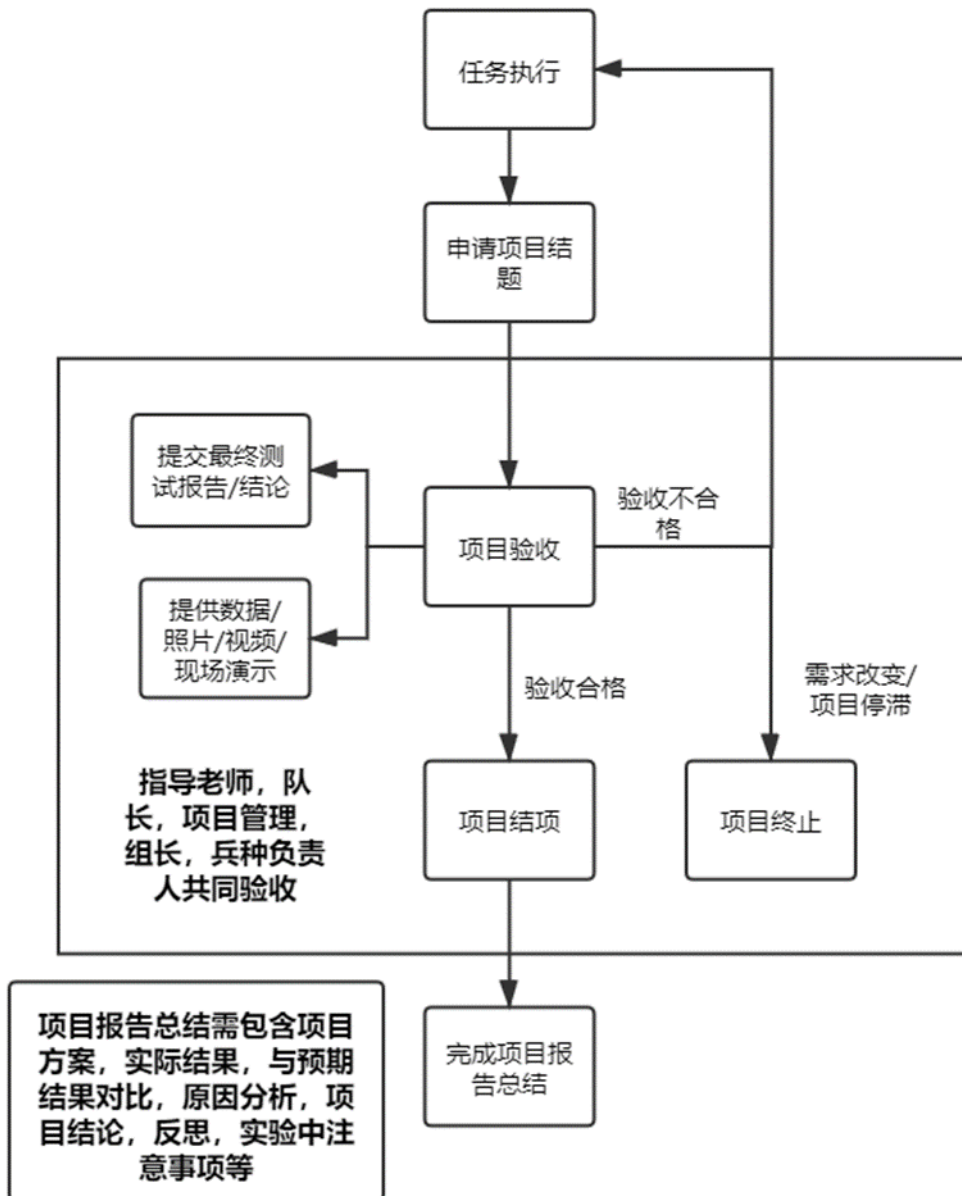 任务执行
申请项目结
题
提交最终测
试报告/结论
验收不合
格
项目验收
提供数据/
照片/视频/
现场演示
验收合格
需求改变/
项目停滞
指导老师，队
长，项目管理，
组长，兵种负责
人共同验收
项目结项
项目终止
项目报告总结需包含项目
方案，实际结果，与预期
结果对比，原因分析，项
目结论，反思，实验中注
意事项等
完成项目报
告总结